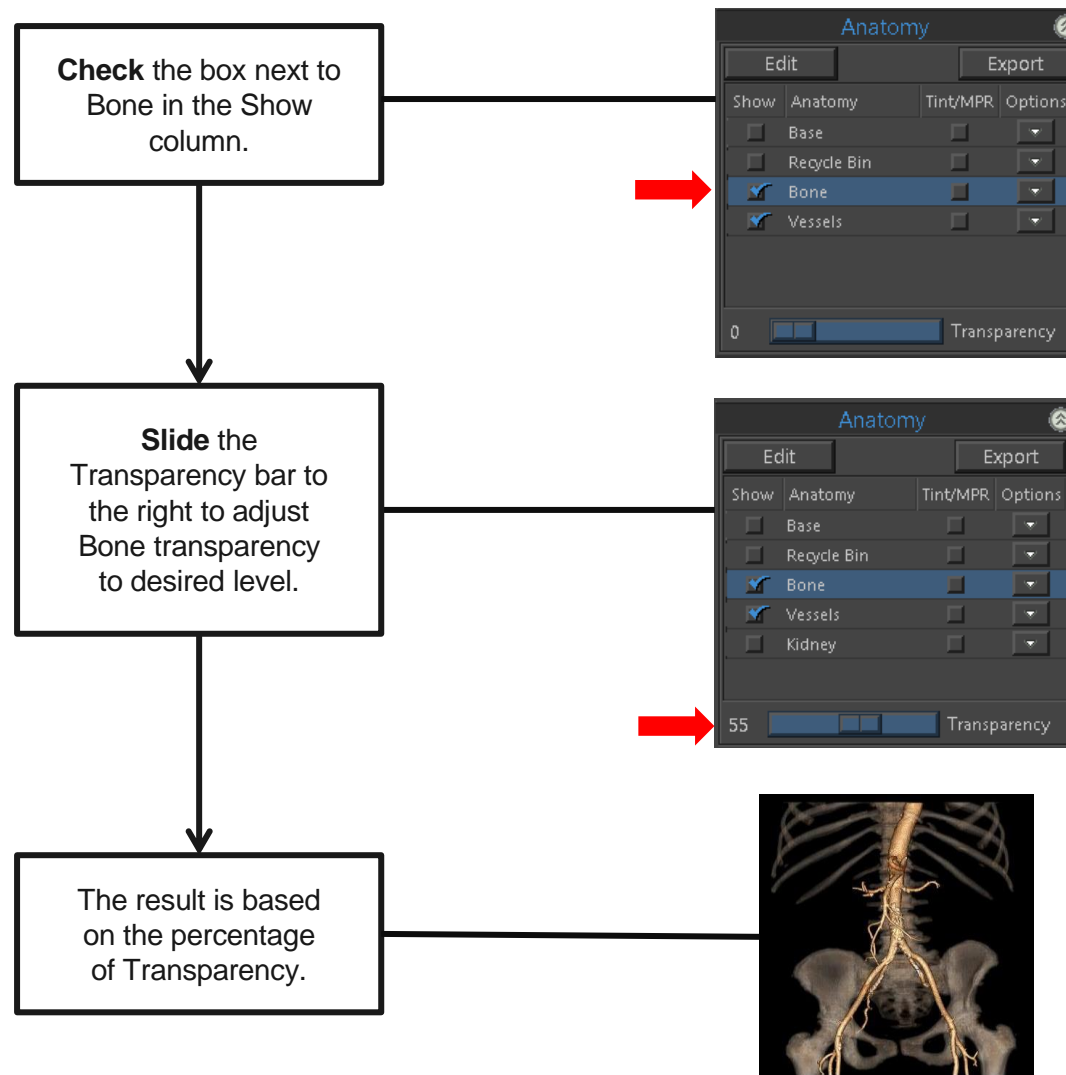 Check the box next to
Bone in the Show
column.
Anatomy
Edit Export
Show Anatomy Tint/MPR Options
Base
Recycle Bin
Bone
Vessels
0 Transparency
Slide the
Transparency bar to
the right to adjust
Bone transparency
to desired level.
Anatomy
Edit Export
Show Anatomy Tint/MPR Options
Base
Recycle Bin
Bone
Vessels
Kidney
55 Transparency
The result is based
on the percentage
of Transparency.